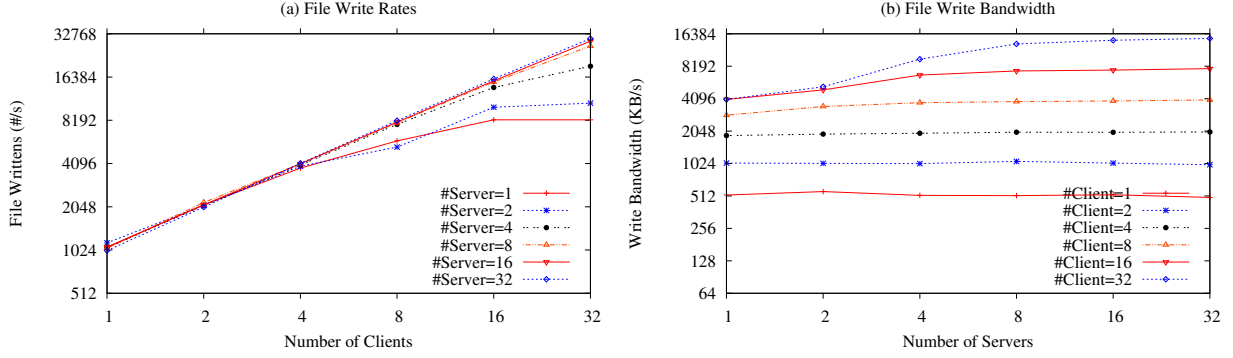 (a) File Write Rates
File Writtens (#/s)
32768
16384
8192
4096
2048
1024
512
#Server=1
#Server=2
#Server=4
#Server=8
#Server=16
#Server=32
1 2 4 8 16 32
Number of Clients
(b) File Write Bandwidth
Write Bandwidth (KB/s)
16384
8192
4096
2048
1024
512
256
128
64
#Client=1
#Client=2
#Client=4
#Client=8
#Client=16
#Client=32
1 2 4 8 16 32
Number of Servers